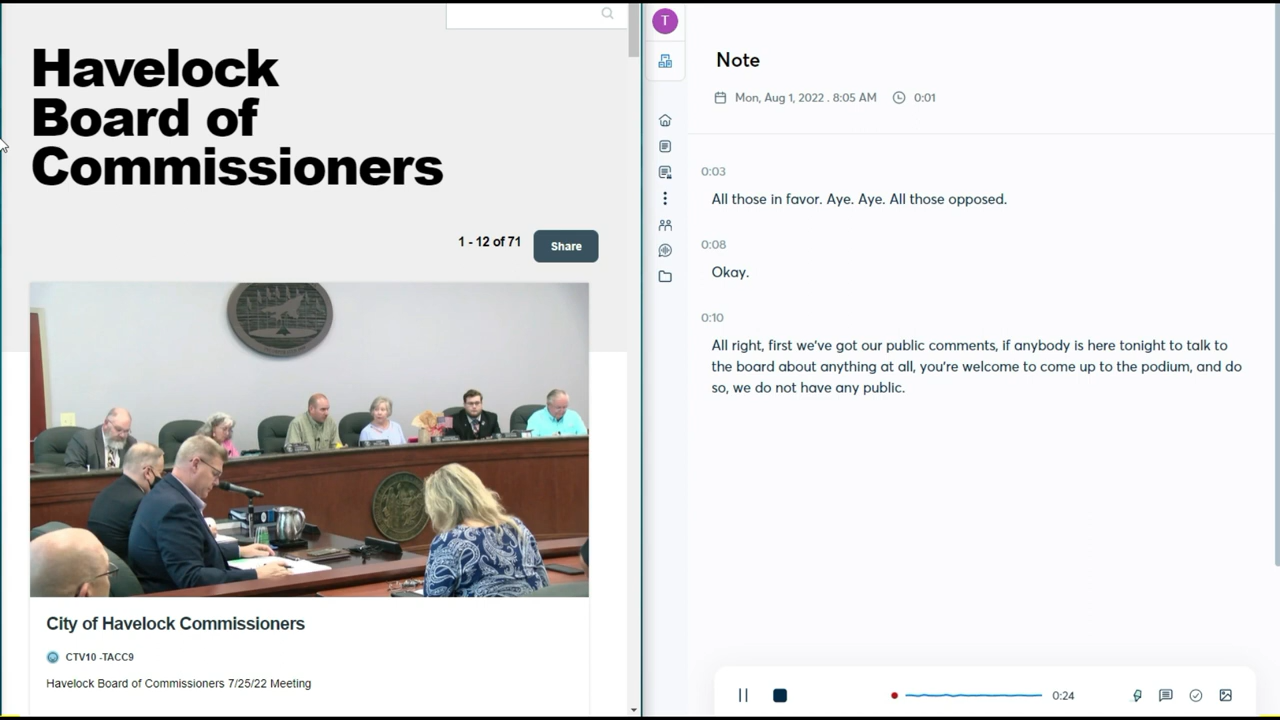 Havelock
Board of
Commissioners
1 - 12 of 71
Share
City of Havelock Commissioners
CTV10 -TACC9
Havelock Board of Commissioners 7/25/22 Meeting
T
Note
Mon, Aug 1, 2022 . 8:05 AM
0:01
0:03
All those in favor. Aye. Aye. All those opposed.
0:08
Okay.
0:10
All right, first we've got our public comments, if anybody is here tonight to talk to
the board about anything at all, you're welcome to come up to the podium, and do
so, we do not have any public.
0:24